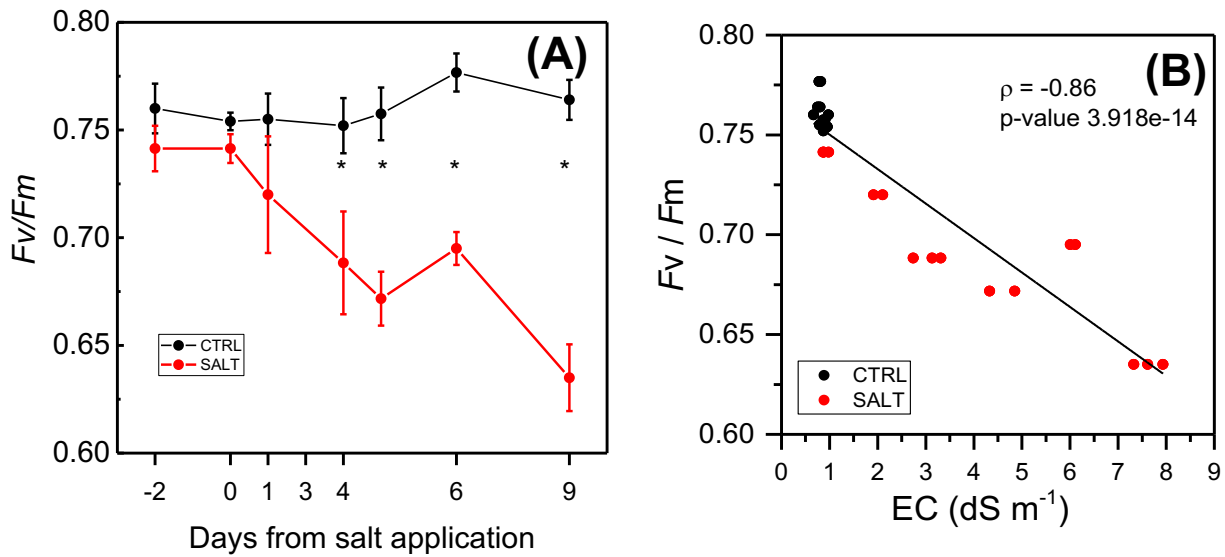 (A)
0.80
0.75
0.70
0.65
0.60
Fv/Fm
* * * *
CTRL
SALT
-2 0 1 3 4 6 9
Days from salt application
(B)
0.80
0.75
0.70
0.65
0.60
Fv / Fm
ρ = -0.86
p-value 3.918e-14
CTRL
SALT
0 1 2 3 4 5 6 7 8 9
EC (dS m⁻¹)